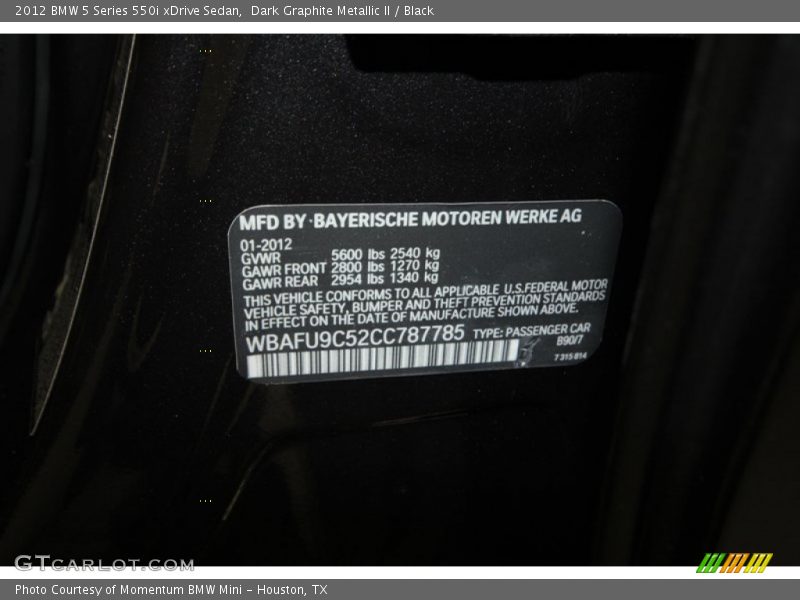 2012 BMW 5 Series 550i xDrive Sedan,  Dark Graphite Metallic II / Black
MFD BY BAYERISCHE MOTOREN WERKE AG
01-2012
GVWR 5600 lbs 2540 kg
GAWR FRONT 2800 lbs 1270 kg
GAWR REAR 2954 lbs 1340 kg
THIS VEHICLE CONFORMS TO ALL APPLICABLE U.S.FEDERAL MOTOR
VEHICLE SAFETY, BUMPER AND THEFT PREVENTION STANDARDS
IN EFFECT ON THE DATE OF MANUFACTURE SHOWN ABOVE.
WBAFU9C52CC787785 TYPE: PASSENGER CAR
B90/7
7 315 814
GTCARLOT.COM
Photo Courtesy of Momentum BMW Mini - Houston, TX